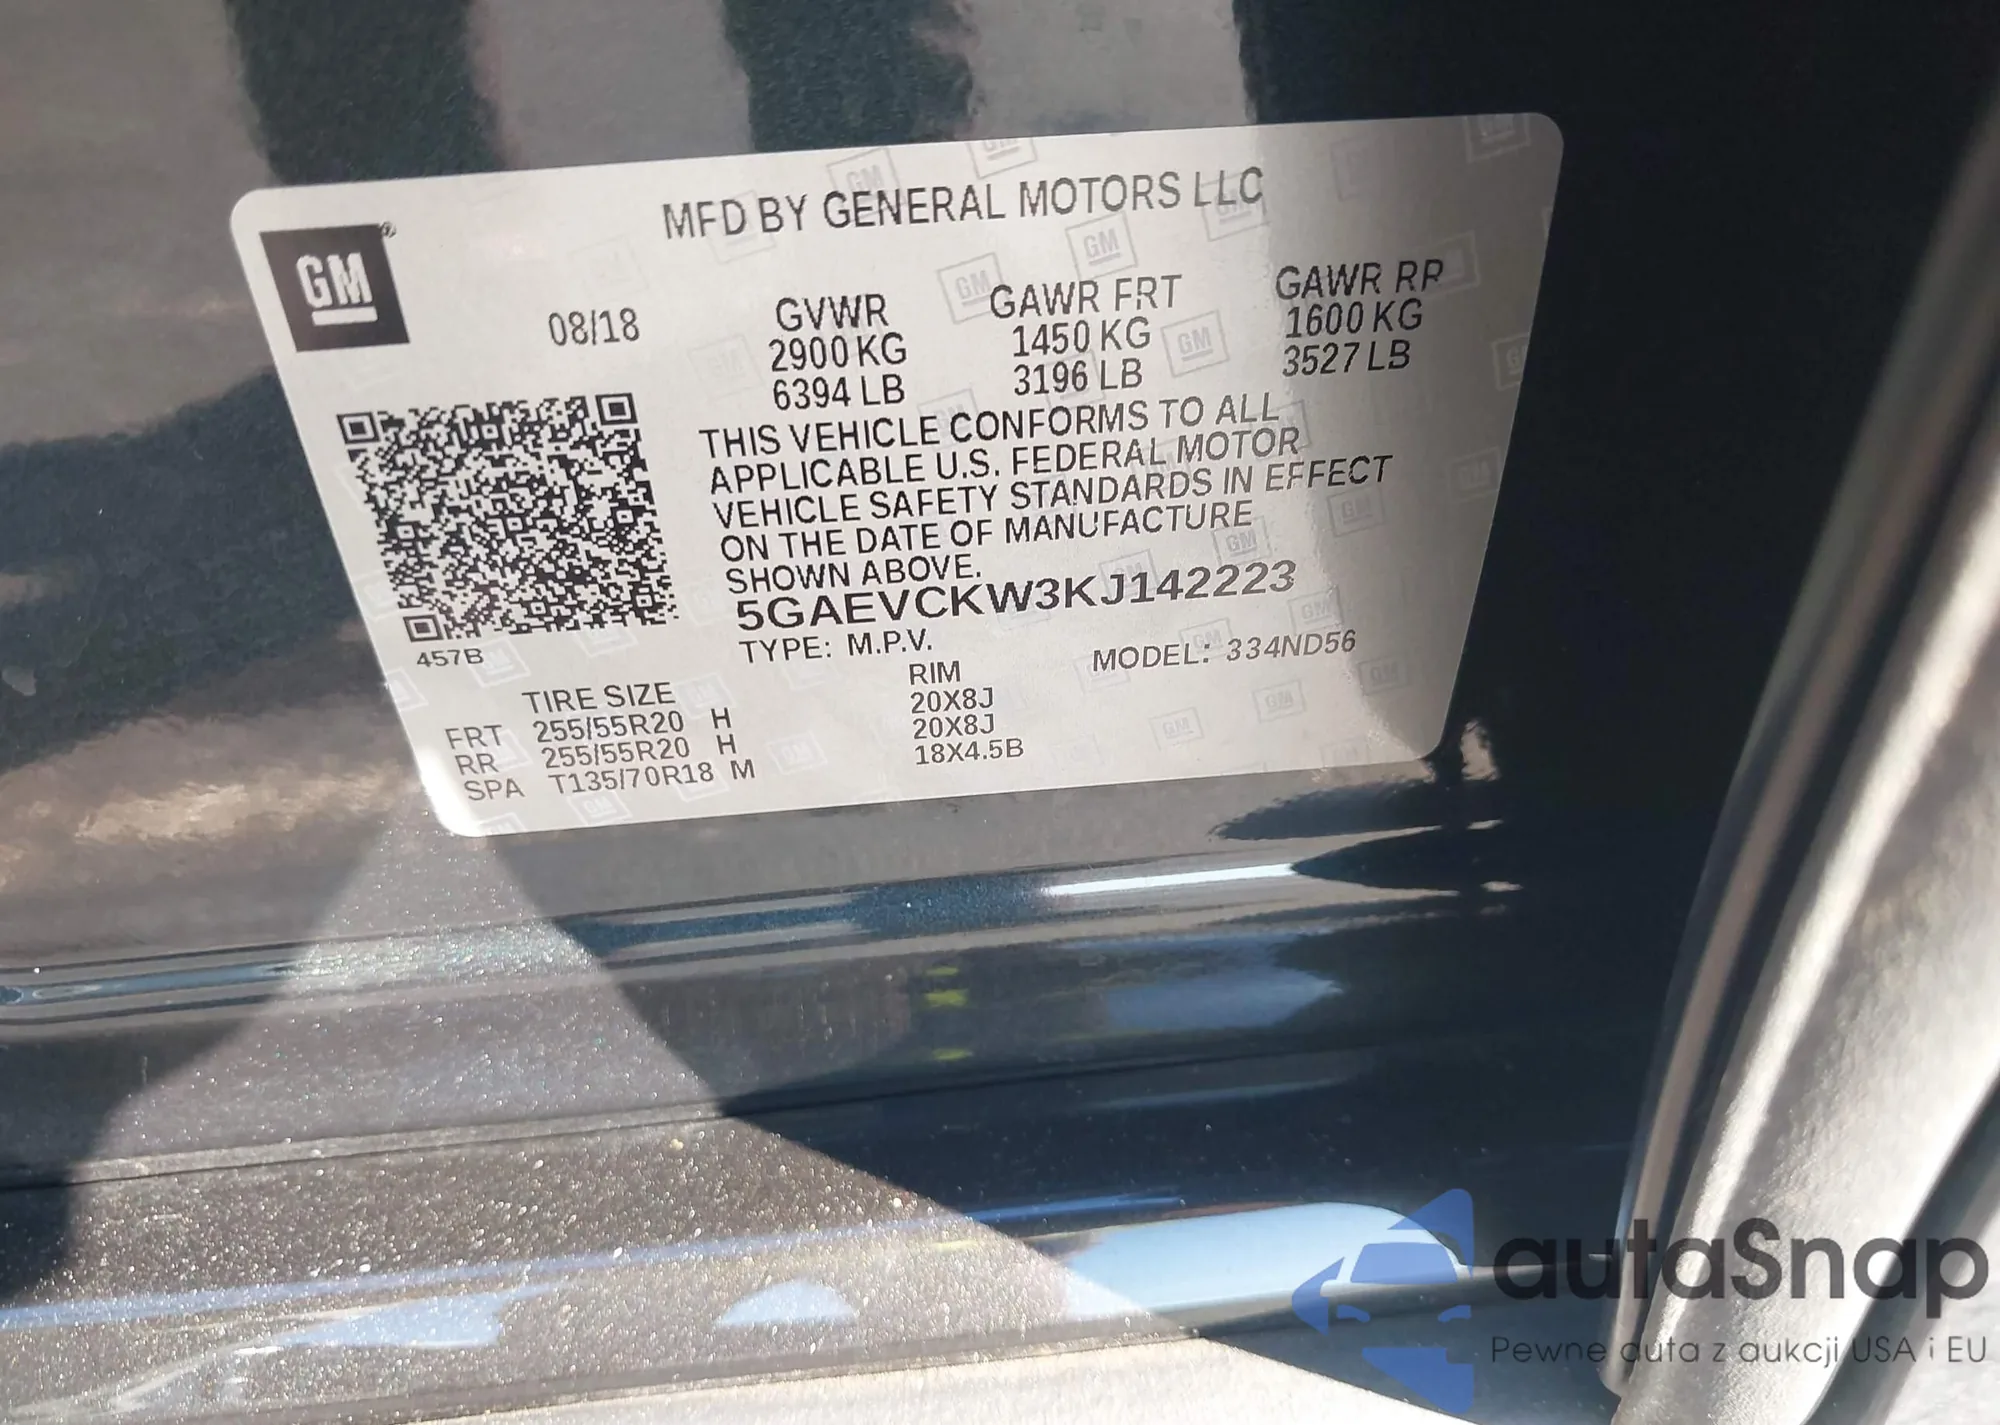 MFD BY GENERAL MOTORS LLC
GM
08/18
GVWR
2900 KG
6394 LB
GAWR FRT
1450 KG
3196 LB
GAWR RR
1600 KG
3527 LB
THIS VEHICLE CONFORMS TO ALL
APPLICABLE U.S. FEDERAL MOTOR
VEHICLE SAFETY STANDARDS IN EFFECT
ON THE DATE OF MANUFACTURE
SHOWN ABOVE.
5GAEVCKW3KJ142223
457B
TYPE: M.P.V. MODEL: 334ND56
TIRE SIZE RIM
FRT 255/55R20 H 20X8J
RR 255/55R20 H 20X8J
SPA T135/70R18 M 18X4.5B
autaSnap
Pewne auta z aukcji USA i EU